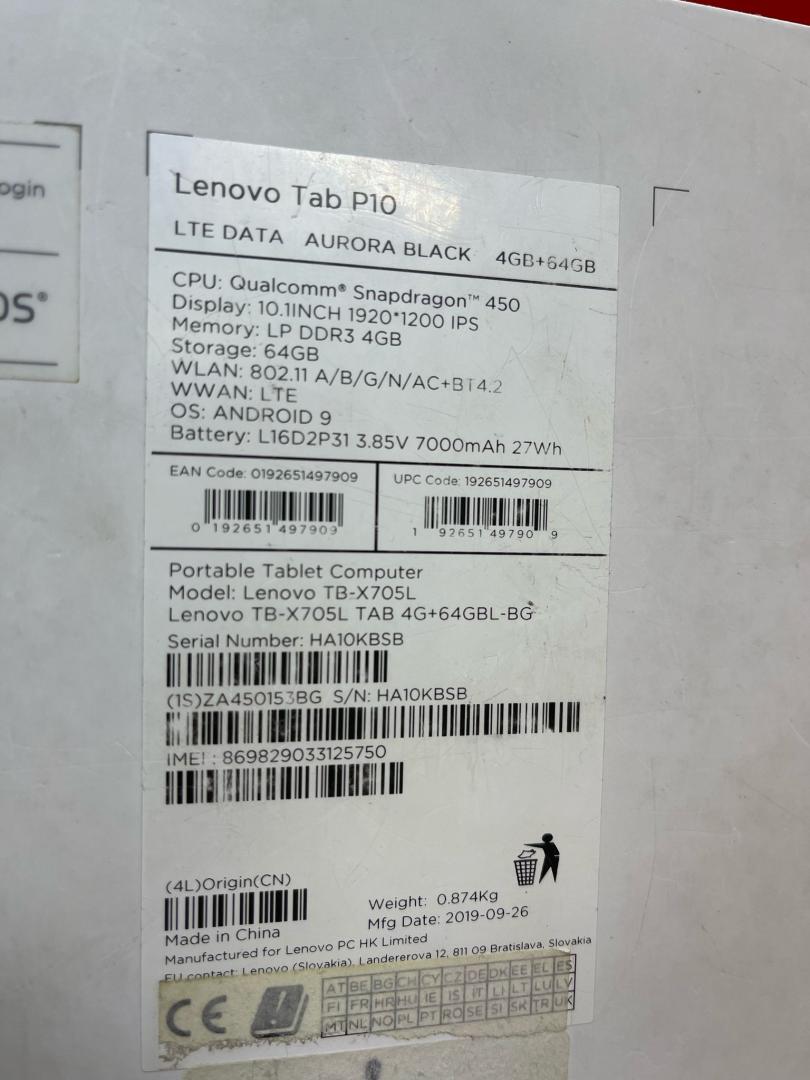 ogin
OS®
Lenovo Tab P10
LTE DATA AURORA BLACK 4GB+64GB
CPU: Qualcomm® Snapdragon™ 450
Display: 10.1INCH 1920*1200 IPS
Memory: LP DDR3 4GB
Storage: 64GB
WLAN: 802.11 A/B/G/N/AC+BT4.2
WWAN: LTE
OS: ANDROID 9
Battery: L16D2P31 3.85V 7000mAh 27Wh
EAN Code: 0192651497909
0 192651 497909
UPC Code: 192651497909
1 92651 49790 9
Portable Tablet Computer
Model: Lenovo TB-X705L
Lenovo TB-X705L TAB 4G+64GBL-BG
Serial Number: HA10KBSB
(1S)ZA450153BG S/N: HA10KBSB
IMEI : 869829033125750
(4L)Origin(CN)
Made in China
Weight: 0.874Kg
Mfg Date: 2019-09-26
Manufactured for Lenovo PC HK Limited
EU contact: Lenovo (Slovakia), Landererova 12, 811 09 Bratislava, Slovakia
CE
AT BE BG CH CY CZ DE DK EE EL ES
FI FR HR HU IE IS IT LI LT LU LV
MT NL NO PL PT RO SE SI SK TR UK